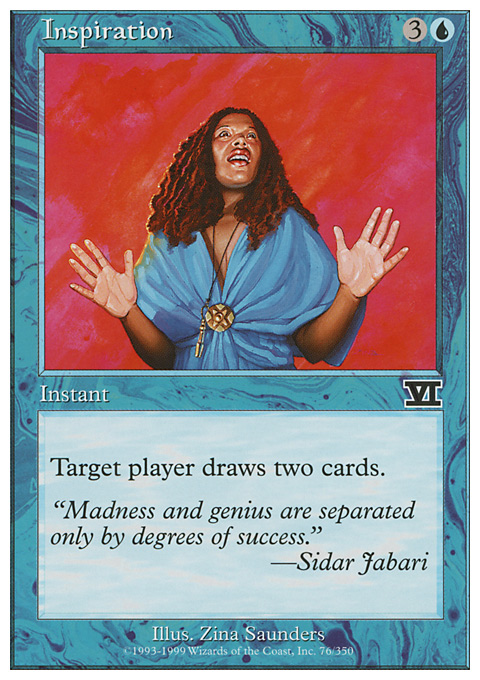 Inspiration 3
Instant VI
Target player draws two cards.
“Madness and genius are separated
only by degrees of success.”
—Sidar Jabari
Illus. Zina Saunders
©1993-1999 Wizards of the Coast, Inc. 76/350